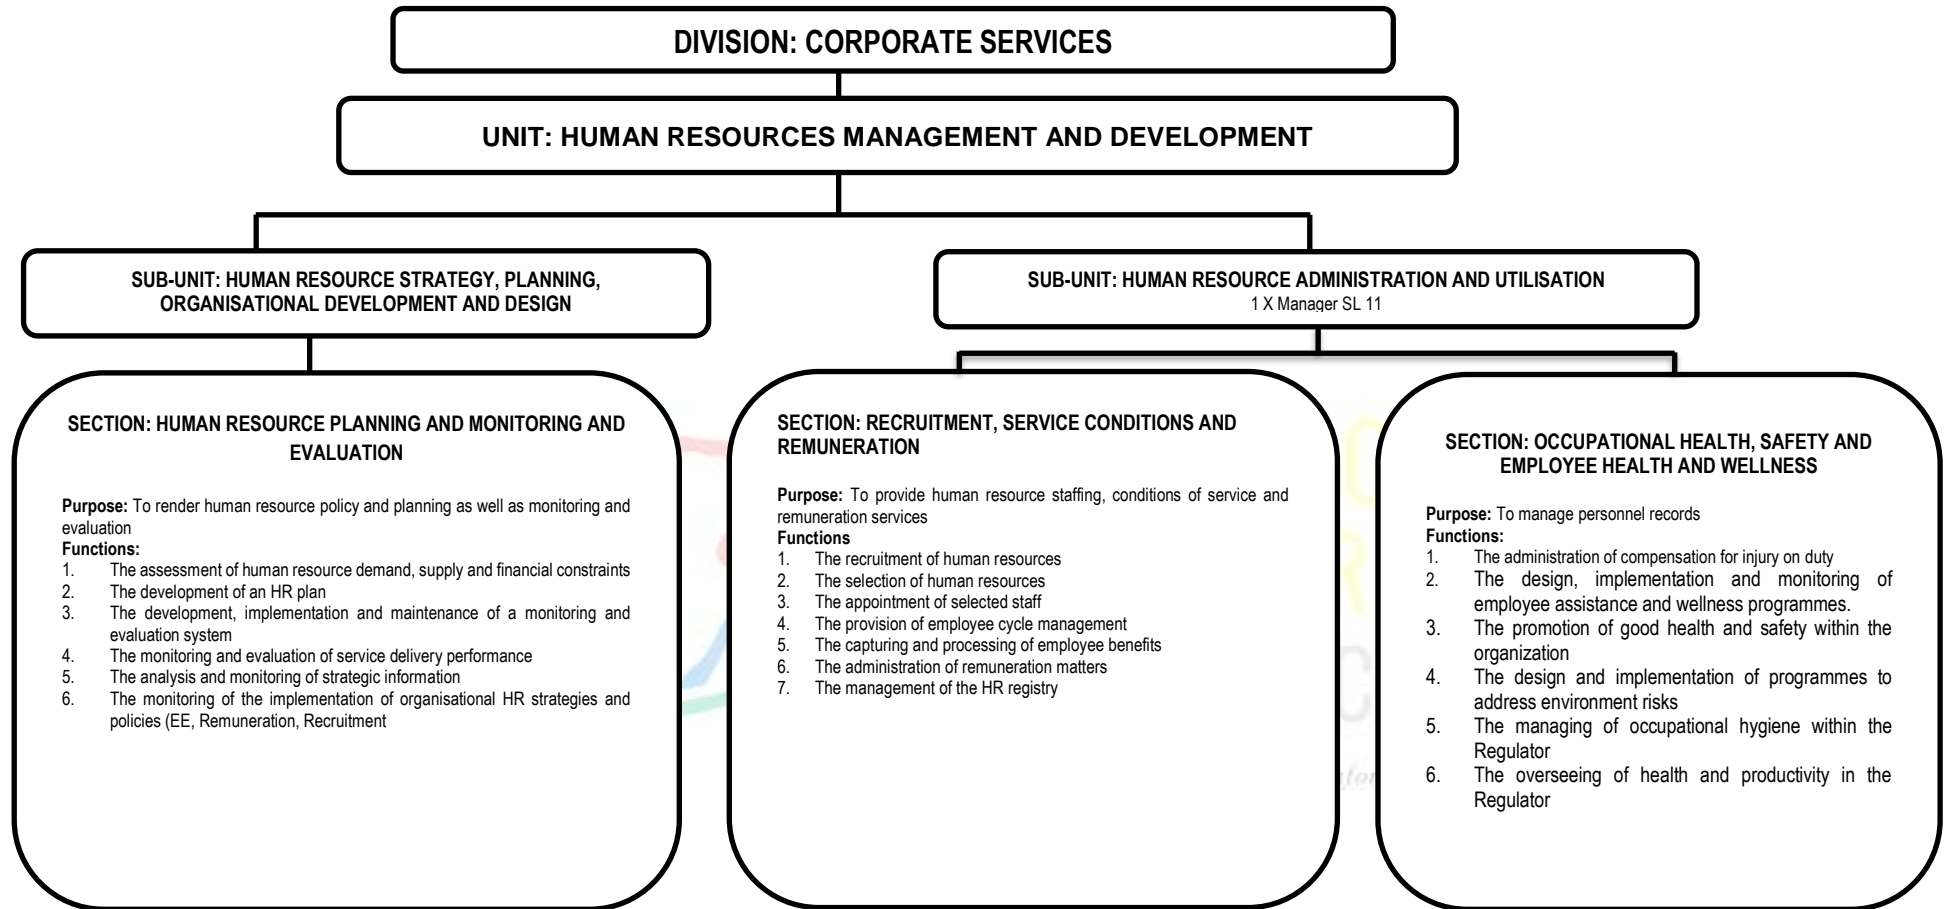 DIVISION: CORPORATE SERVICES
UNIT: HUMAN RESOURCES MANAGEMENT AND DEVELOPMENT
SUB-UNIT: HUMAN RESOURCE STRATEGY, PLANNING,
ORGANISATIONAL DEVELOPMENT AND DESIGN
SUB-UNIT: HUMAN RESOURCE ADMINISTRATION AND UTILISATION
1 X Manager SL 11
SECTION: HUMAN RESOURCE PLANNING AND MONITORING AND
EVALUATION
Purpose: To render human resource policy and planning as well as monitoring and
evaluation
Functions:
1. The assessment of human resource demand, supply and financial constraints
2. The development of an HR plan
3. The development, implementation and maintenance of a monitoring and
evaluation system
4. The monitoring and evaluation of service delivery performance
5. The analysis and monitoring of strategic information
6. The monitoring of the implementation of organisational HR strategies and
policies (EE, Remuneration, Recruitment
SECTION: RECRUITMENT, SERVICE CONDITIONS AND
REMUNERATION
Purpose: To provide human resource staffing, conditions of service and
remuneration services
Functions
1. The recruitment of human resources
2. The selection of human resources
3. The appointment of selected staff
4. The provision of employee cycle management
5. The capturing and processing of employee benefits
6. The administration of remuneration matters
7. The management of the HR registry
SECTION: OCCUPATIONAL HEALTH, SAFETY AND
EMPLOYEE HEALTH AND WELLNESS
Purpose: To manage personnel records
Functions:
1. The administration of compensation for injury on duty
2. The design, implementation and monitoring of
employee assistance and wellness programmes.
3. The promotion of good health and safety within the
organization
4. The design and implementation of programmes to
address environment risks
5. The managing of occupational hygiene within the
Regulator
6. The overseeing of health and productivity in the
Regulator